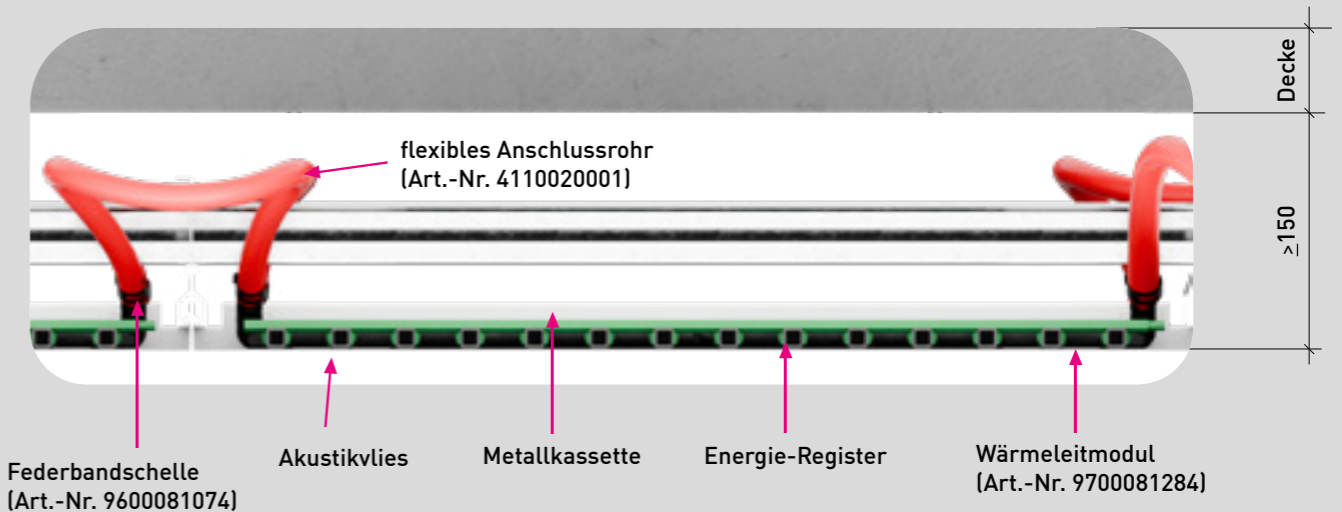 Decke
flexibles Anschlussrohr
(Art.-Nr. 4110020001)
≥150
Federbandschelle
(Art.-Nr. 9600081074)
Akustikvlies
Metallkassette
Energie-Register
Wärmeleitmodul
(Art.-Nr. 9700081284)